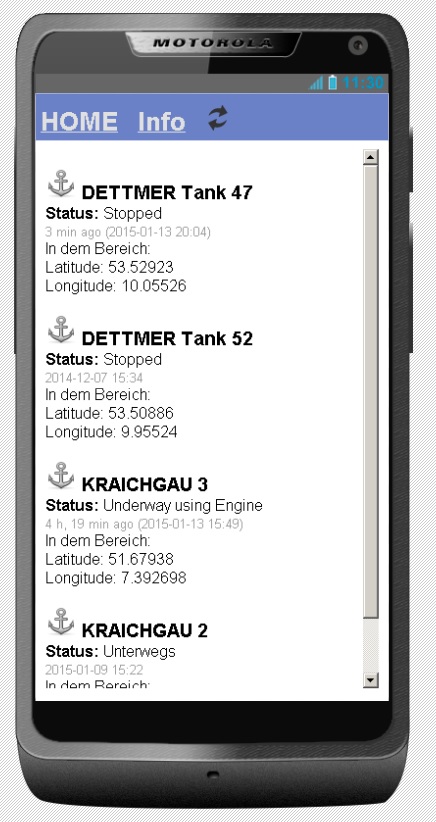 MOTOROLA
11:30
HOME Info
DETTMER Tank 47
Status: Stopped
3 min ago (2015-01-13 20:04)
In dem Bereich:
Latitude: 53.52923
Longitude: 10.05526
DETTMER Tank 52
Status: Stopped
2014-12-07 15:34
In dem Bereich:
Latitude: 53.50886
Longitude: 9.95524
KRAICHGAU 3
Status: Underway using Engine
4 h, 19 min ago (2015-01-13 15:49)
In dem Bereich:
Latitude: 51.67938
Longitude: 7.392698
KRAICHGAU 2
Status: Unterwegs
2015-01-09 15:22
In dem Bereich: